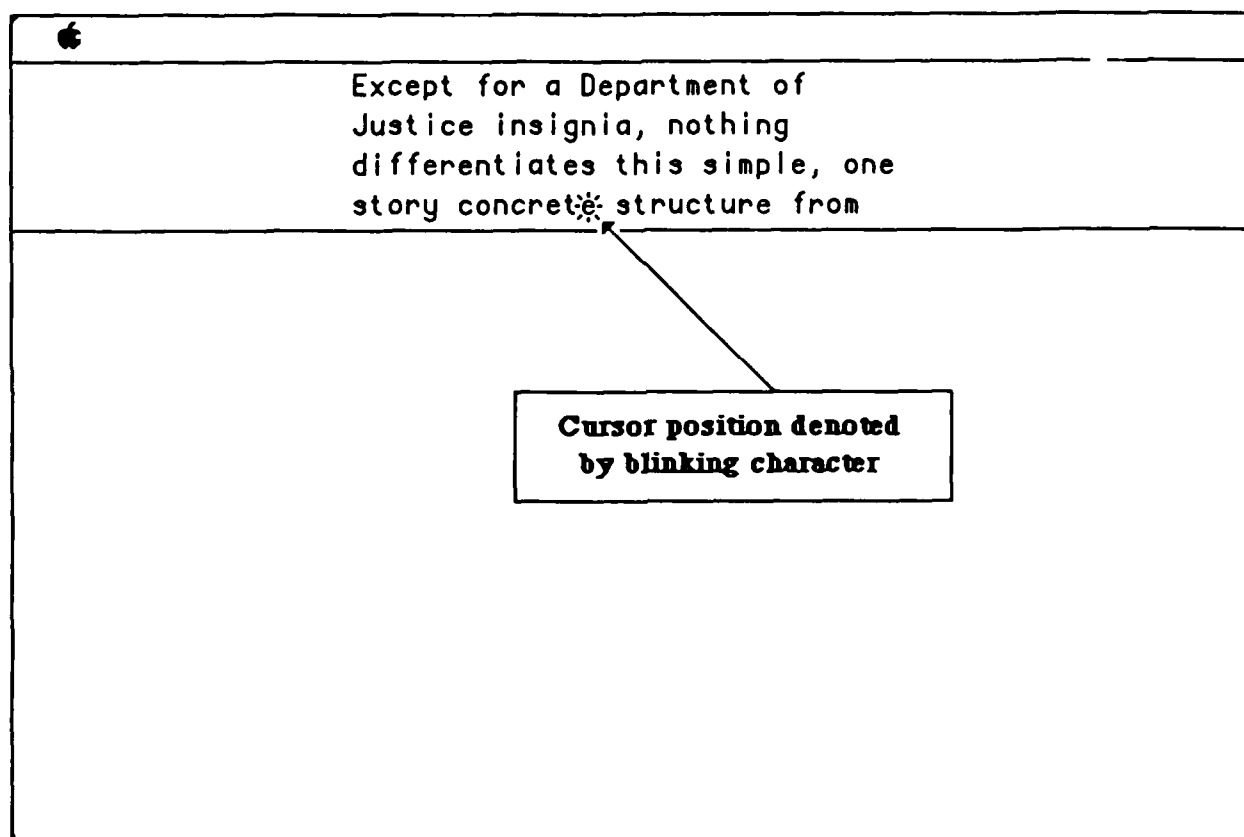 Except for a Department of
Justice insignia, nothing
differentiates this simple, one
story concrete structure from
Cursor position denoted
by blinking character